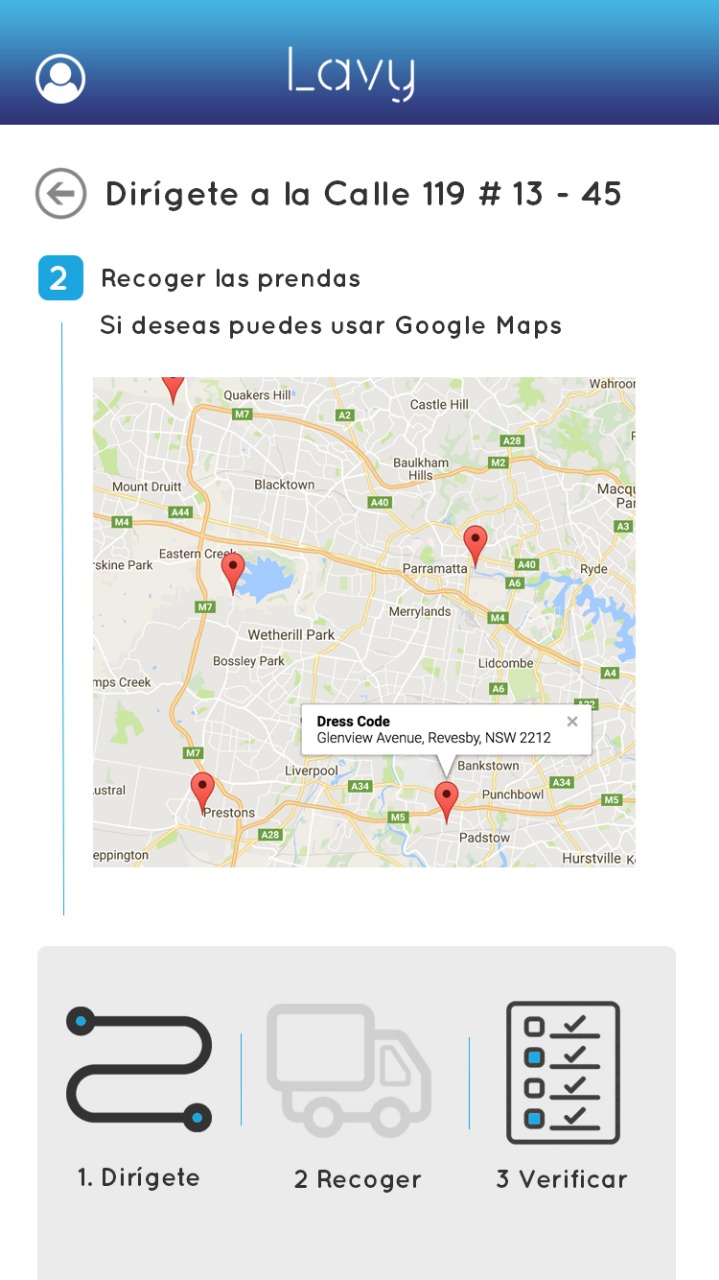 Lavy
Dirígete a la Calle 119 # 13 - 45
2 Recoger las prendas
Si deseas puedes usar Google Maps
Quakers Hill
Wahroor
M7
A2
Castle Hill
A28
Baulkham
Hills
M2
Blacktown
Mount Druitt
A40
Macqu
Par
A44
M4
A3
Eastern Creek
rskine Park
Parramatta
A40
Ryde
A6
M7
Merrylands
M4
Wetherill Park
Bossley Park
Lidcombe
A4
mps Creek
A6
A22
Dress Code
Glenview Avenue, Revesby, NSW 2212
M7
Liverpool
Bankstown
ustral
A34
A34
Punchbowl
M5
Prestons
M5
A28
Padstow
eppington
Hurstville
1. Dirígete
2 Recoger
3 Verificar